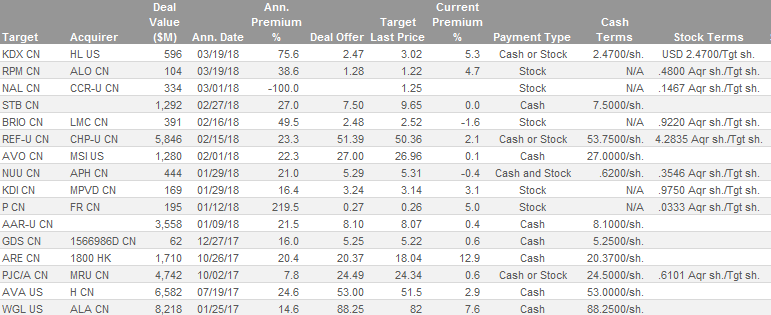 Deal Ann. Target Current
Value Premium Premium Cash
Target Acquirer ($M) Ann. Date % Deal Offer Last Price % Payment Type Terms Stock Terms
KDX CN HL US 596 03/19/18 75.6 2.47 3.02 5.3 Cash or Stock 2.4700/sh. USD 2.4700/Tgt sh.
RPM CN ALO CN 104 03/19/18 38.6 1.28 1.22 4.7 Stock N/A .4800 Aqr sh./Tgt sh.
NAL CN CCR-U CN 334 03/01/18 -100.0 1.25 Stock N/A .1467 Aqr sh./Tgt sh.
STB CN 1,292 02/27/18 27.0 7.50 9.65 0.0 Cash 7.5000/sh.
BRIO CN LMC CN 391 02/16/18 49.5 2.48 2.52 -1.6 Stock N/A .9220 Aqr sh./Tgt sh.
REF-U CN CHP-U CN 5,846 02/15/18 23.3 51.39 50.36 2.1 Cash or Stock 53.7500/sh. 4.2835 Aqr sh./Tgt sh.
AVO CN MSI US 1,280 02/01/18 22.3 27.00 26.96 0.1 Cash 27.0000/sh.
NUU CN APH CN 444 01/29/18 21.0 5.29 5.31 -0.4 Cash and Stock .6200/sh. .3546 Aqr sh./Tgt sh.
KDI CN MPVD CN 169 01/29/18 16.4 3.24 3.14 3.1 Stock N/A .9750 Aqr sh./Tgt sh.
P CN FR CN 195 01/12/18 219.5 0.27 0.26 5.0 Stock N/A .0333 Aqr sh./Tgt sh.
AAR-U CN 3,558 01/09/18 21.5 8.10 8.07 0.4 Cash 8.1000/sh.
GDS CN 1566986D CN 62 12/27/17 16.0 5.25 5.22 0.6 Cash 5.2500/sh.
ARE CN 1800 HK 1,710 10/26/17 20.4 20.37 18.04 12.9 Cash 20.3700/sh.
PJC/A CN MRU CN 4,742 10/02/17 7.8 24.49 24.34 0.6 Cash or Stock 24.5000/sh. .6101 Aqr sh./Tgt sh.
AVA US H CN 6,582 07/19/17 24.6 53.00 51.5 2.9 Cash 53.0000/sh.
WGL US ALA CN 8,218 01/25/17 14.6 88.25 82 7.6 Cash 88.2500/sh.